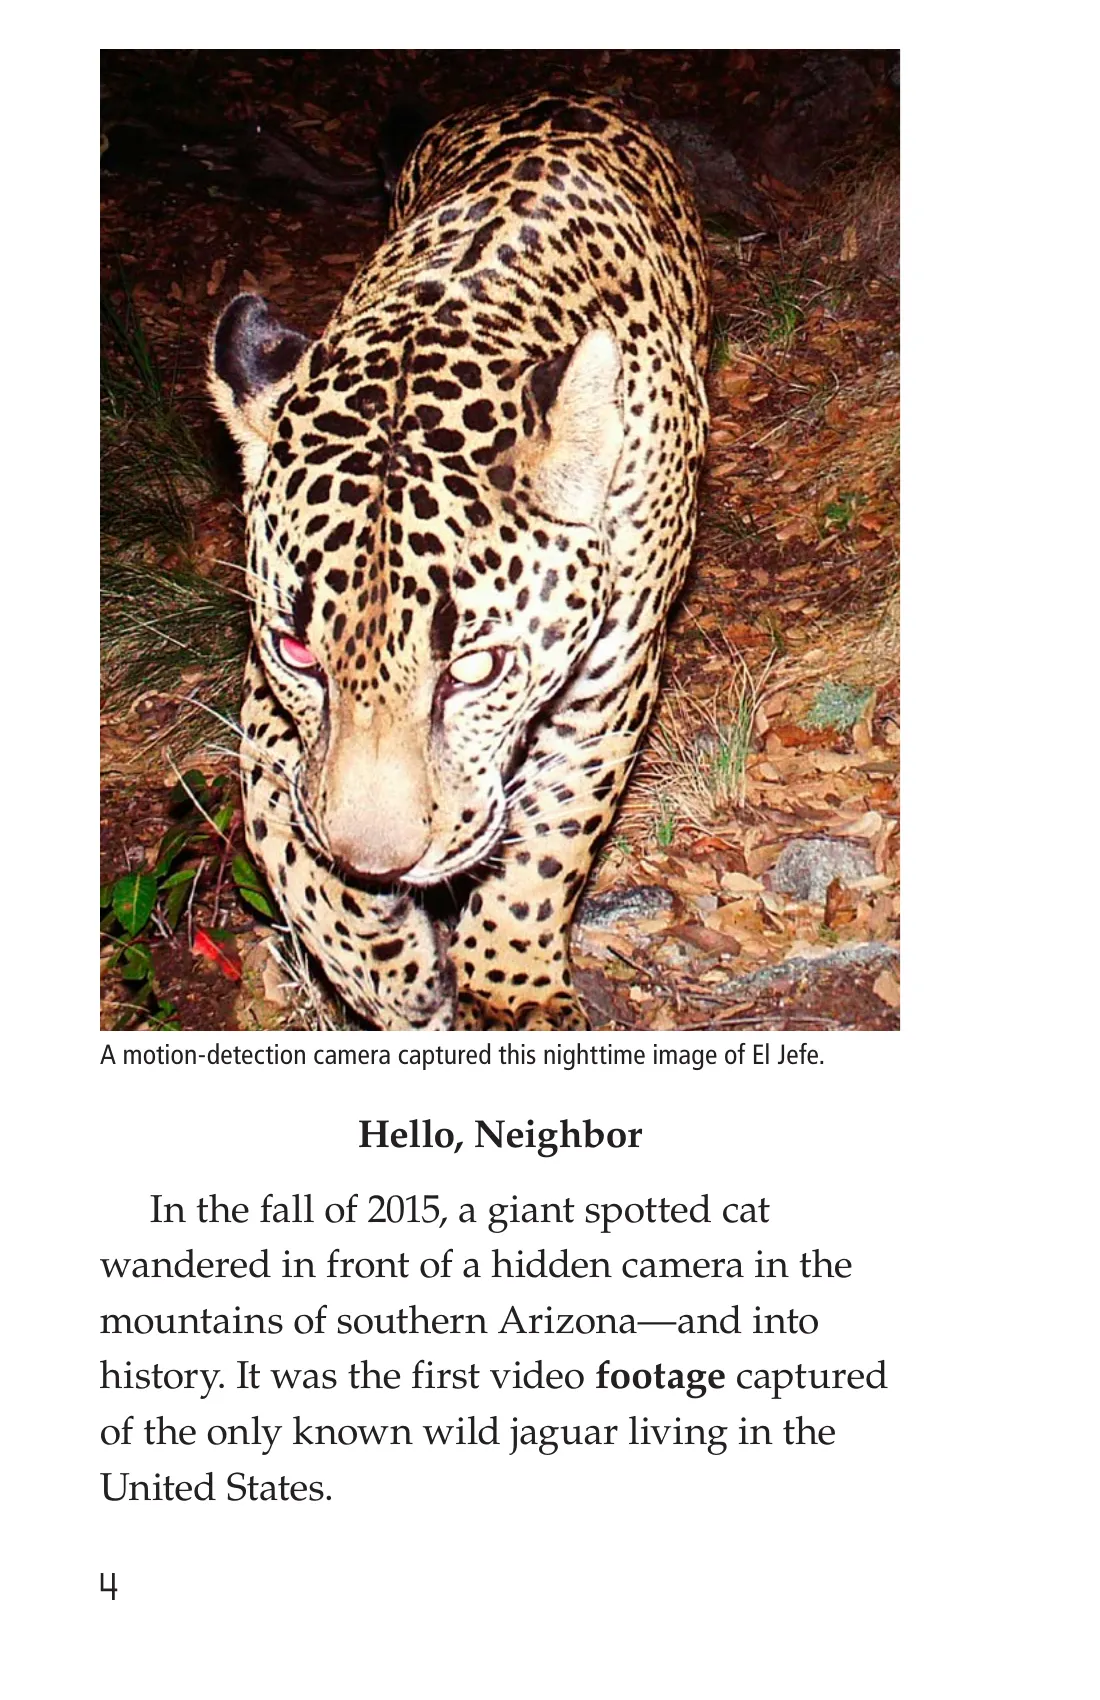 A motion-detection camera captured this nighttime image of El Jefe.
Hello, Neighbor
In the fall of 2015, a giant spotted cat
wandered in front of a hidden camera in the
mountains of southern Arizona—and into
history. It was the first video footage captured
of the only known wild jaguar living in the
United States.
4